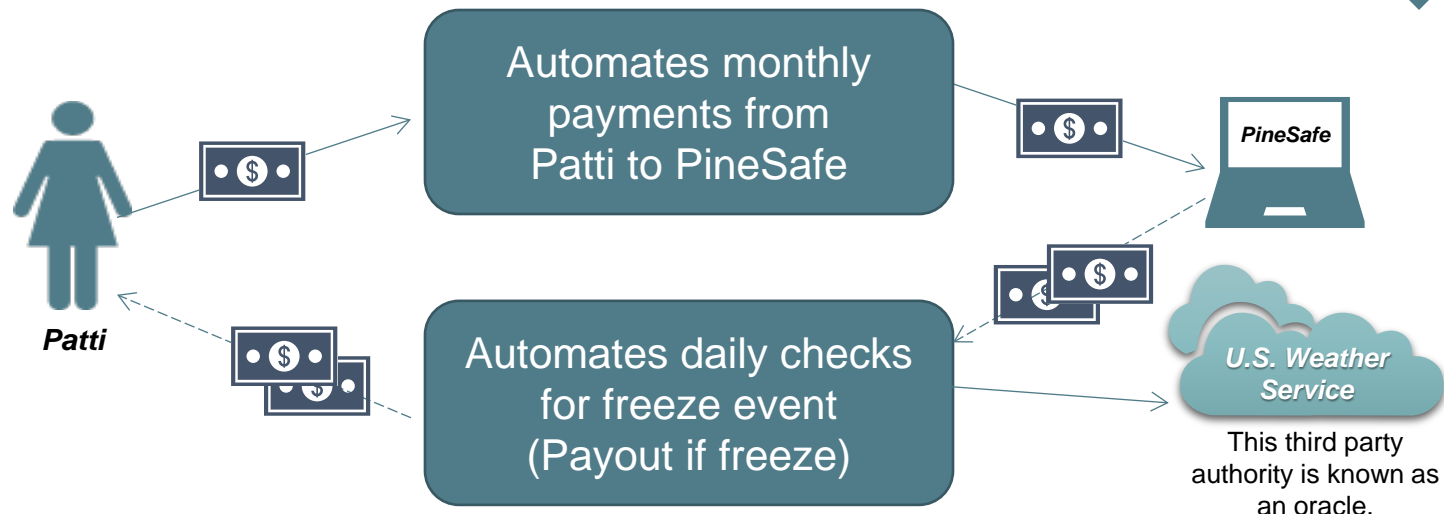 Automates monthly
payments from
Patti to PineSafe
PineSafe
Patti
Automates daily checks
for freeze event
(Payout if freeze)
U.S. Weather
Service
This third party
authority is known as
an oracle.
$
$
$
$
$
$